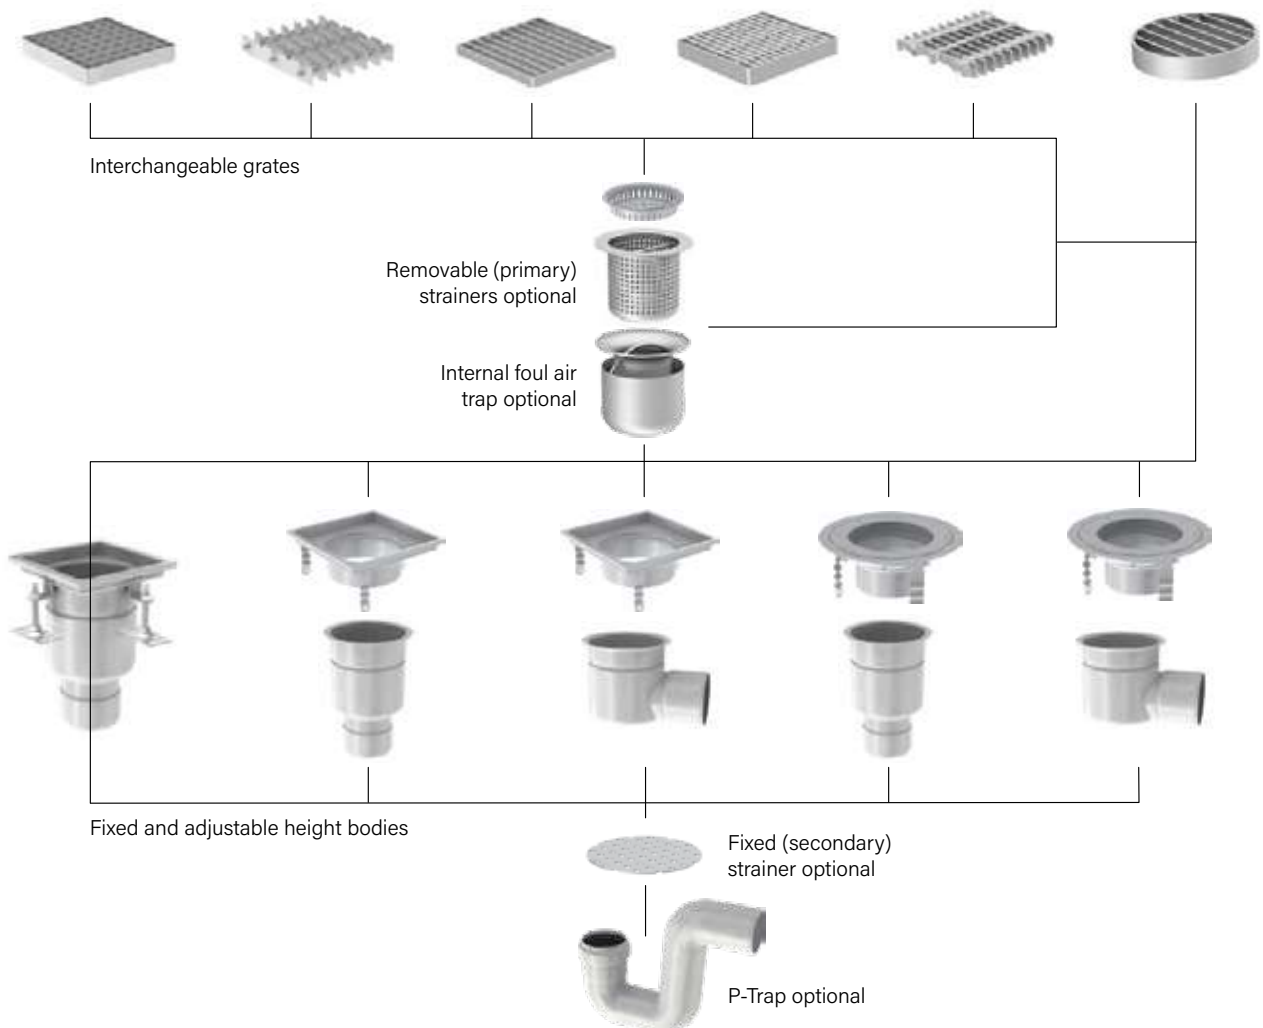 Interchangeable grates
Removable (primary)
strainers optional
Internal foul air
trap optional
Fixed and adjustable height bodies
Fixed (secondary)
strainer optional
P-Trap optional